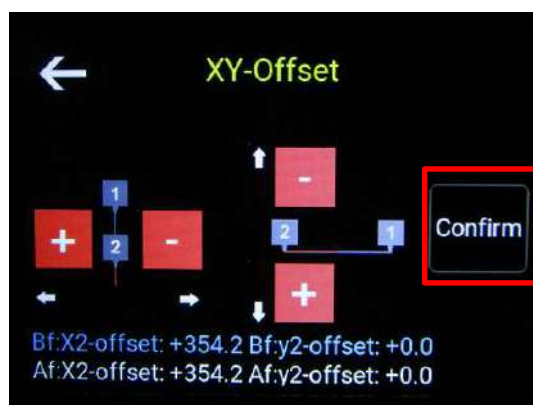 XY-Offset
-
1
2
1
+
2
-
Confirm
+
Bf:X2-offset: +354.2 Bf:y2-offset: +0.0
Af:X2-offset: +354.2 Af:y2-offset: +0.0